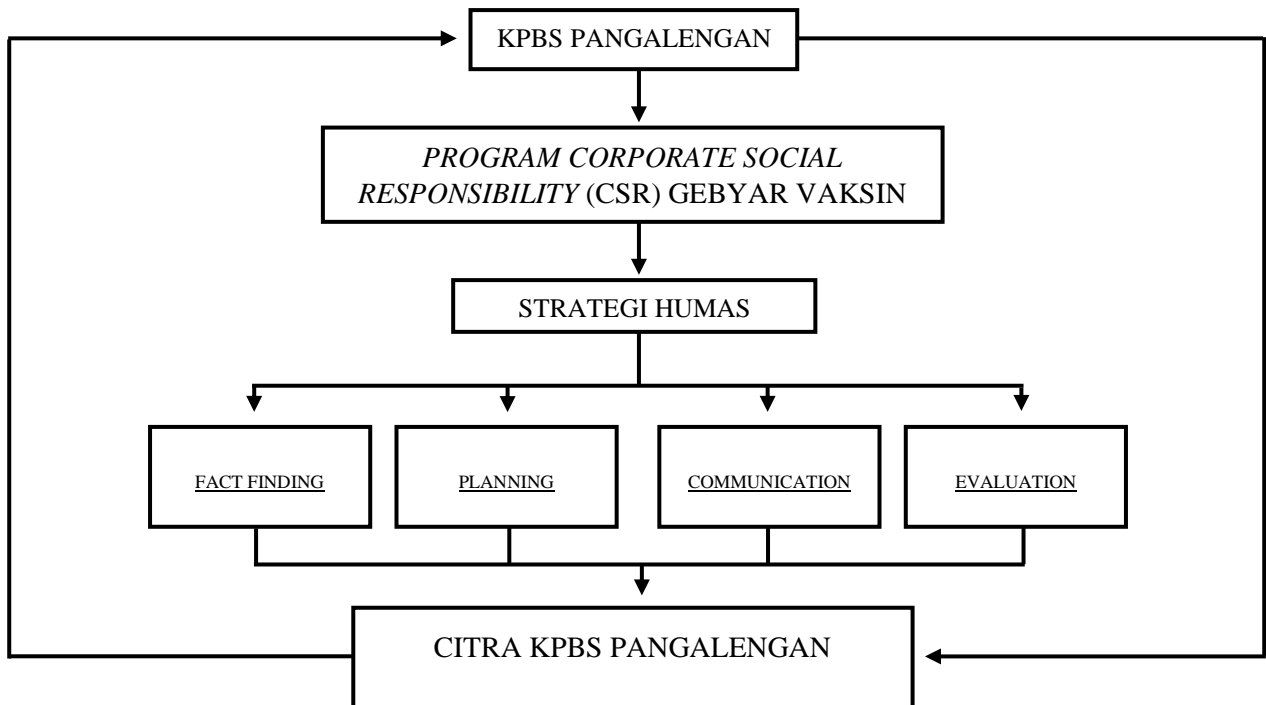 KPBS PANGALENGAN
PROGRAM CORPORATE SOCIAL
RESPONSIBILITY (CSR) GEBYAR VAKSIN
STRATEGI HUMAS
FACT FINDING
PLANNING
COMMUNICATION
EVALUATION
CITRA KPBS PANGALENGAN